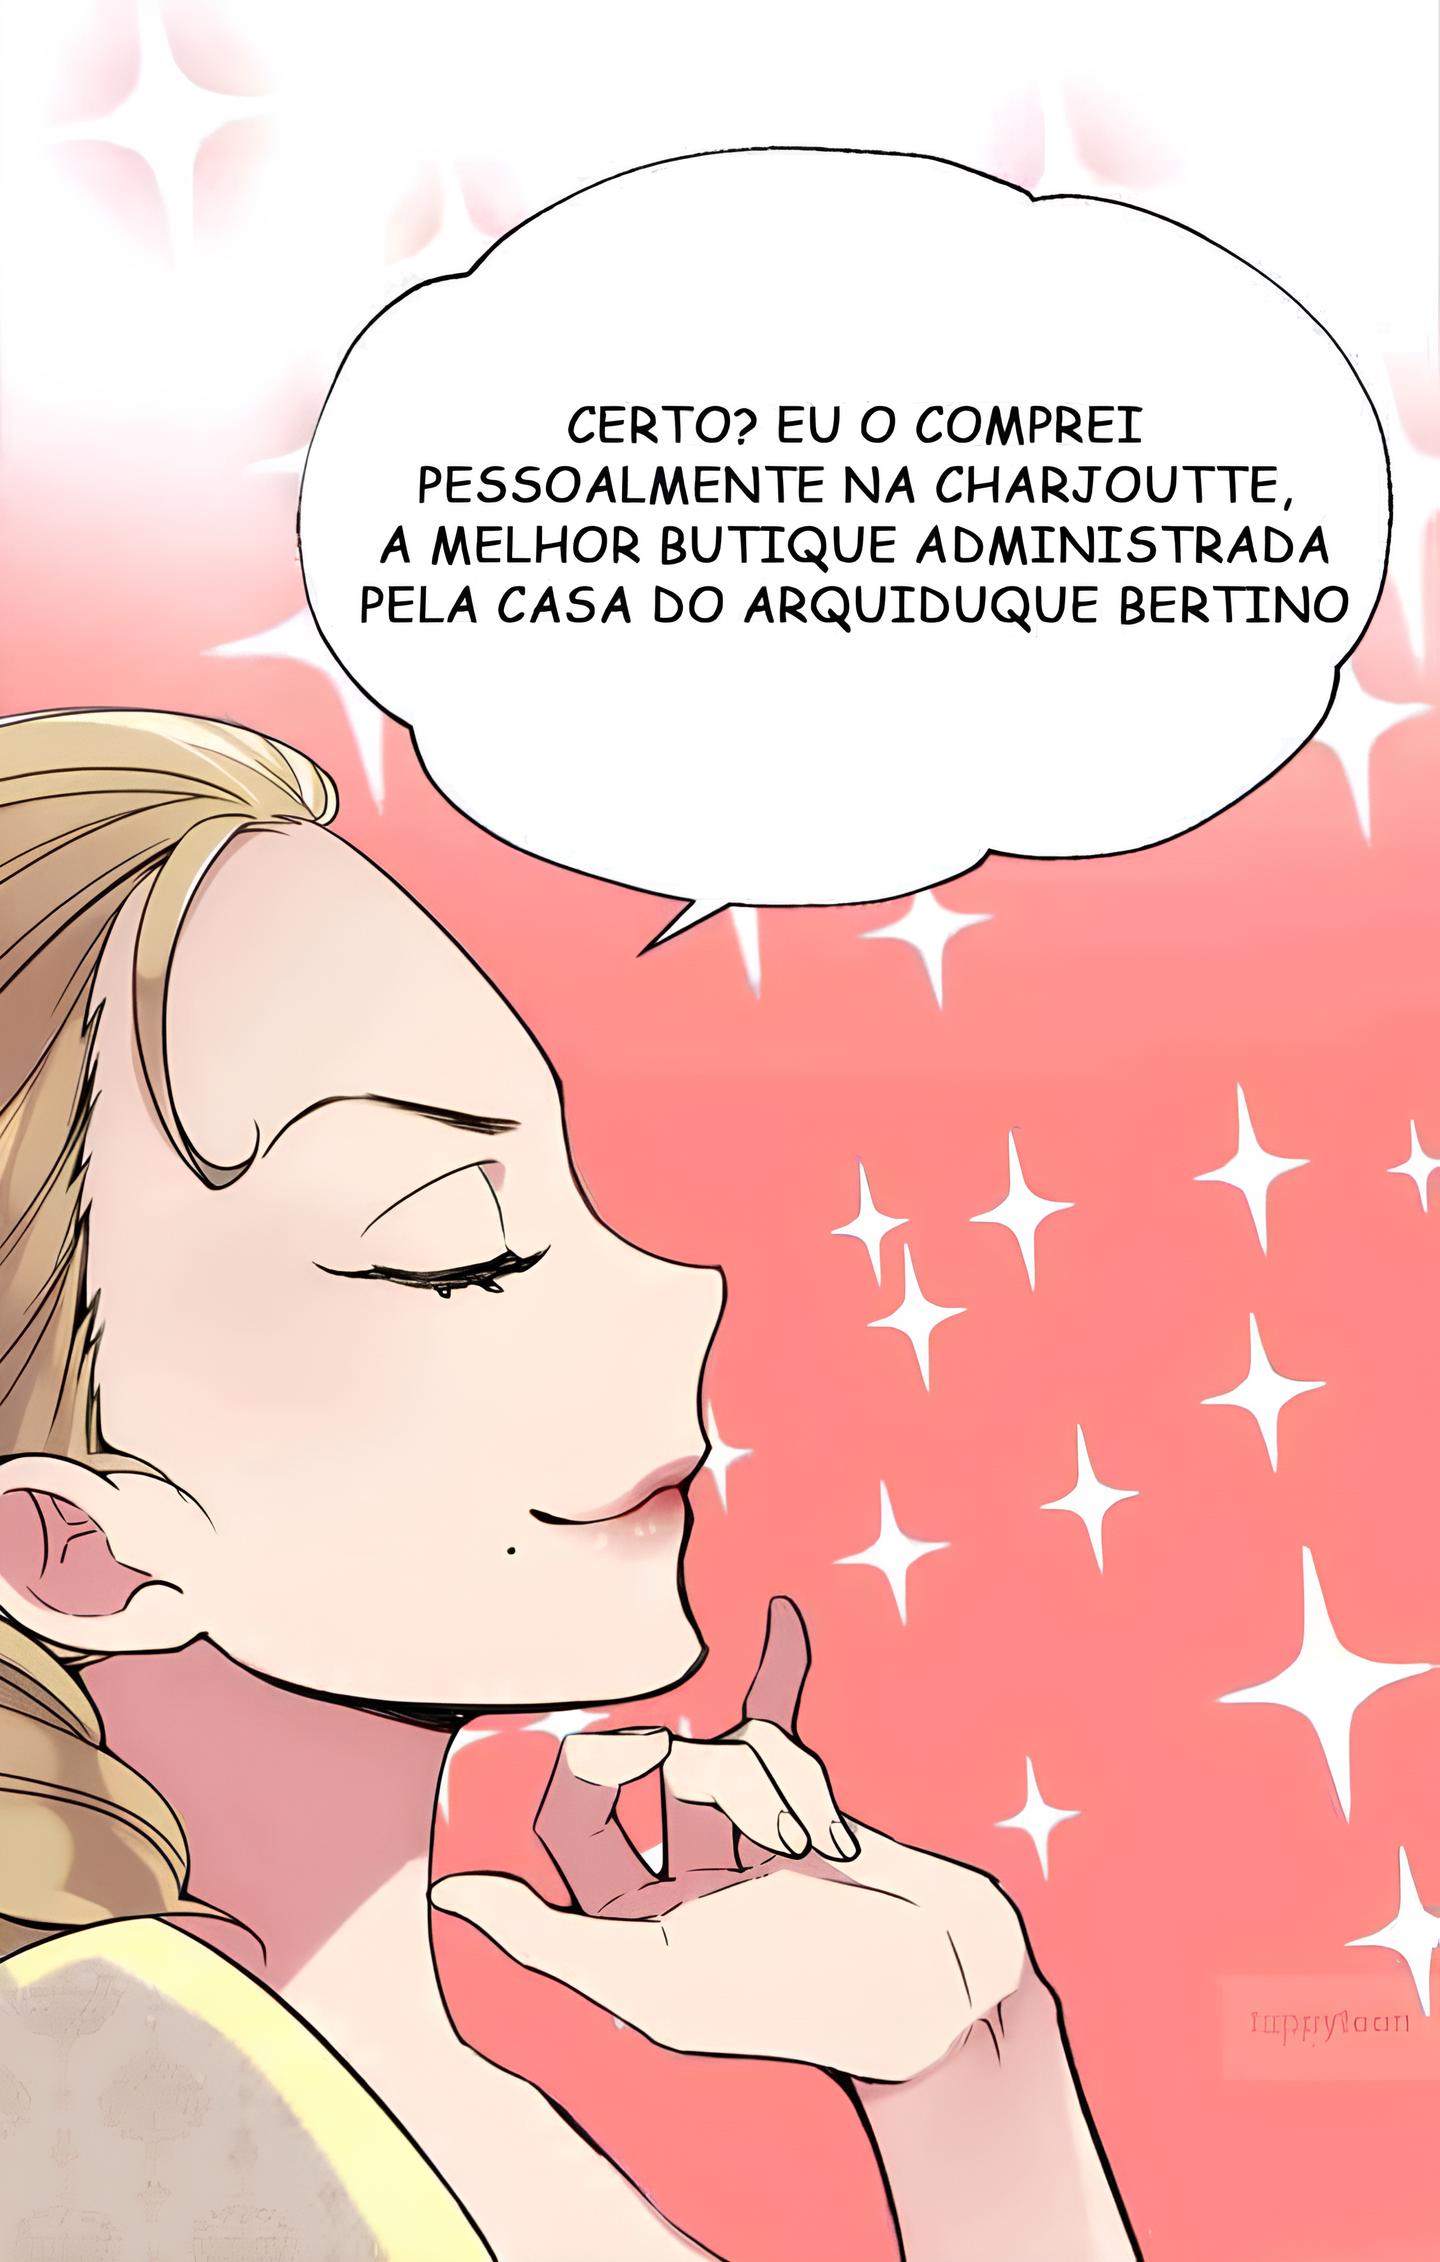 CERTO? EU O COMPREI
PESSOALMENTE NA CHARJOUTTE,
A MELHOR BUTIQUE ADMINISTRADA
PELA CASA DO ARQUIDUQUE BERTINO